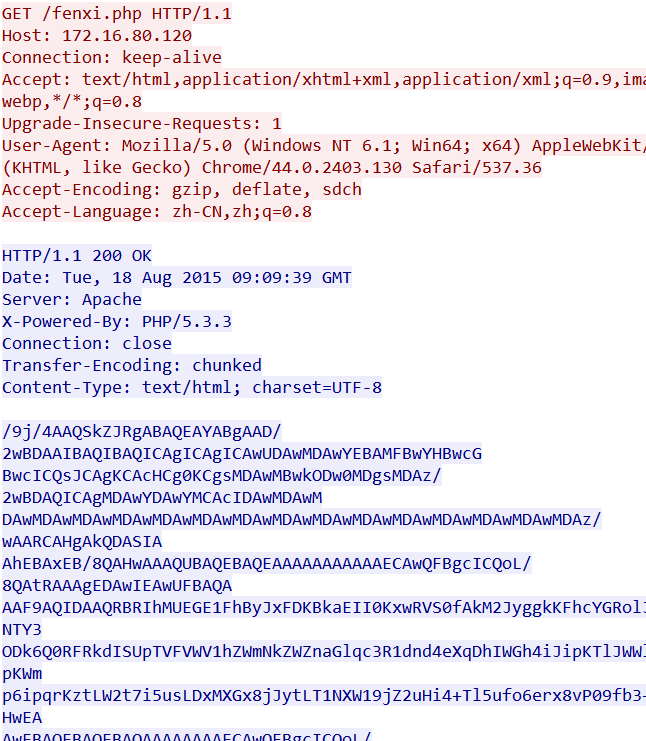 GET /fenxi.php HTTP/1.1
Host: 172.16.80.120
Connection: keep-alive
Accept: text/html,application/xhtml+xml,application/xml;q=0.9,ima
webp,*/*;q=0.8
Upgrade-Insecure-Requests: 1
User-Agent: Mozilla/5.0 (Windows NT 6.1; Win64; x64) AppleWebKit/
(KHTML, like Gecko) Chrome/44.0.2403.130 Safari/537.36
Accept-Encoding: gzip, deflate, sdch
Accept-Language: zh-CN,zh;q=0.8
HTTP/1.1 200 OK
Date: Tue, 18 Aug 2015 09:09:39 GMT
Server: Apache
X-Powered-By: PHP/5.3.3
Connection: close
Transfer-Encoding: chunked
Content-Type: text/html; charset=UTF-8
/9j/4AAQSkZJRgABAQEAYABgAAD/
2wBDAAIBAQIBAQICAgICAgICAwUDAwMDAwYEBAMFBwYHBwcG
BwcICQsJCAgKCAcHCg0KCgsMDAwMBwkODw0MDgsMDAz/
2wBDAQICAgMDAwYDAwYMCAcIDAwMDAwM
DAwMDAwMDAwMDAwMDAwMDAwMDAwMDAwMDAwMDAwMDAwMDAwMDAwMDAwMDAz/
wAARCAHgAkQDASIA
AhEBAxEB/8QAHwAAAQUBAQEBAQEAAAAAAAAAAAECAwQFBgcICQoL/
8QAtRAAAgEDAwIEAwUFBAQA
AAF9AQIDAAQRBRIhMUEGE1FhByJxFDKBkaEII0KxwRVS0fAkM2JyggkKFhcYGRolJ
NTY3
ODk6Q0RFRkdISUpTVFVWV1hZWmNkZWZnaGlqc3R1dnd4eXqDhIWGh4iJipKTlJWWl
pKWm
p6ipqrKztLW2t7i5usLDxMXGx8jJytLT1NXW19jZ2uHi4+Tl5ufo6erx8vP09fb3+
HwEA
AwEBAQEBAQEBAQAAAAAAAAECAwQFBgcICQoL/